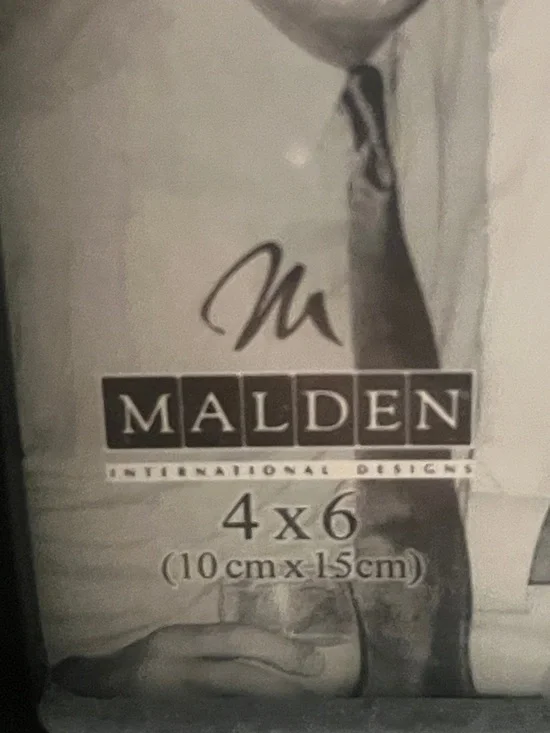 M
MALDEN
INTERNATIONAL DESIGNS
4 x 6
(10 cm x 15cm)